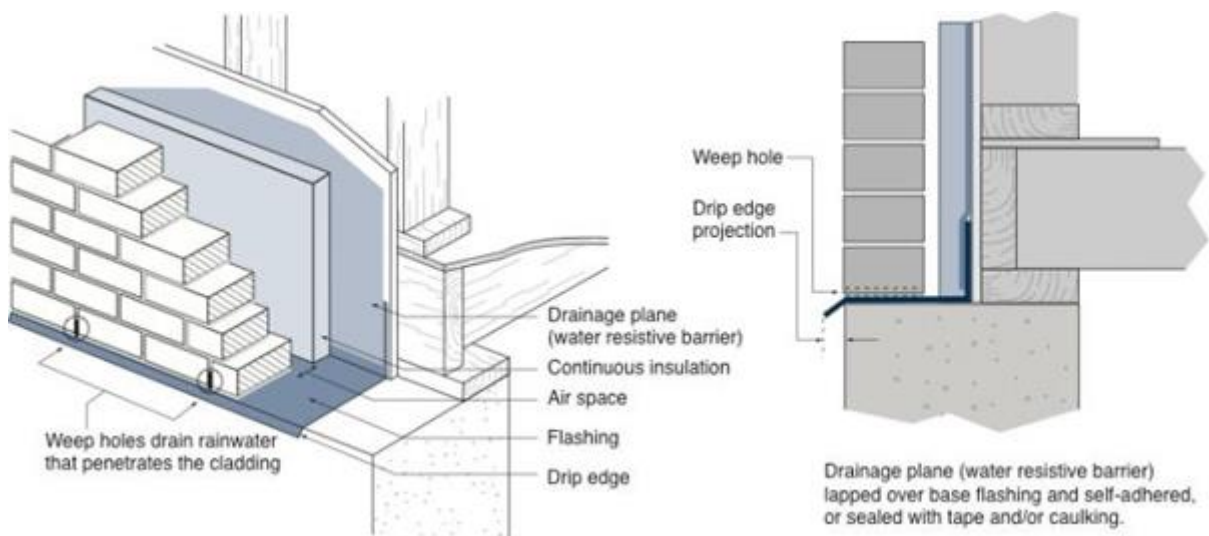 Drainage plane
(water resistive barrier)
Continuous insulation
Air space
Flashing
Drip edge
Weep holes drain rainwater
that penetrates the cladding
Weep hole
Drip edge
projection
Drainage plane (water resistive barrier)
lapped over base flashing and self-adhered,
or sealed with tape and/or caulking.